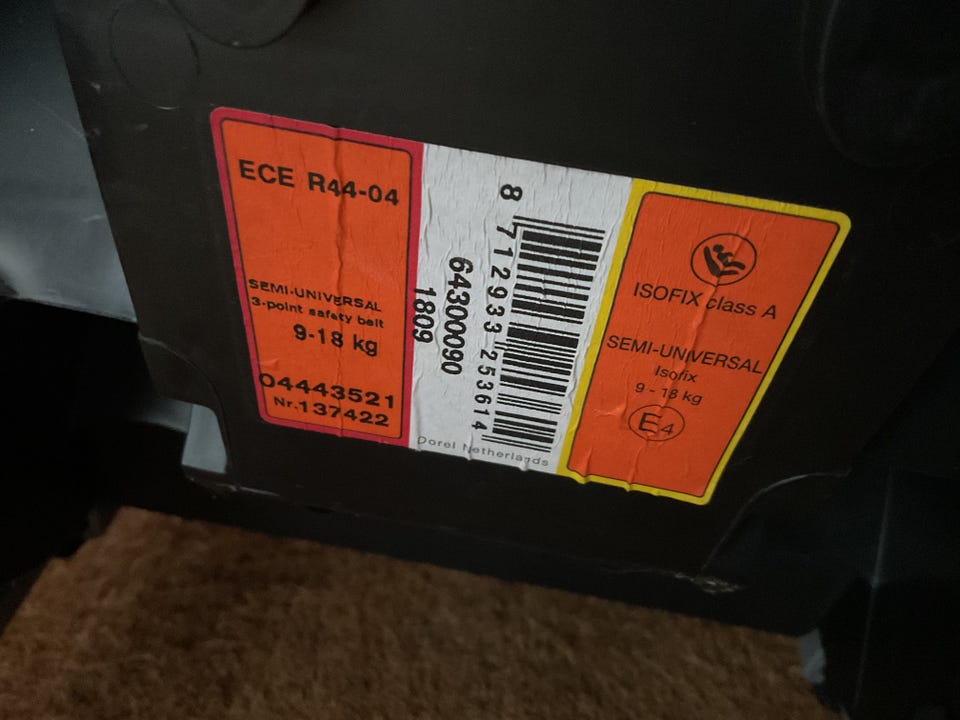 ECE R44-04
SEMI-UNIVERSAL
3-point safety belt
9-18 kg
04443521
Nr.137422
64300090
1809
8 712933 253614
Dorel Netherlands
ISOFIX class A
SEMI-UNIVERSAL
Isofix
9 - 18 kg
E4